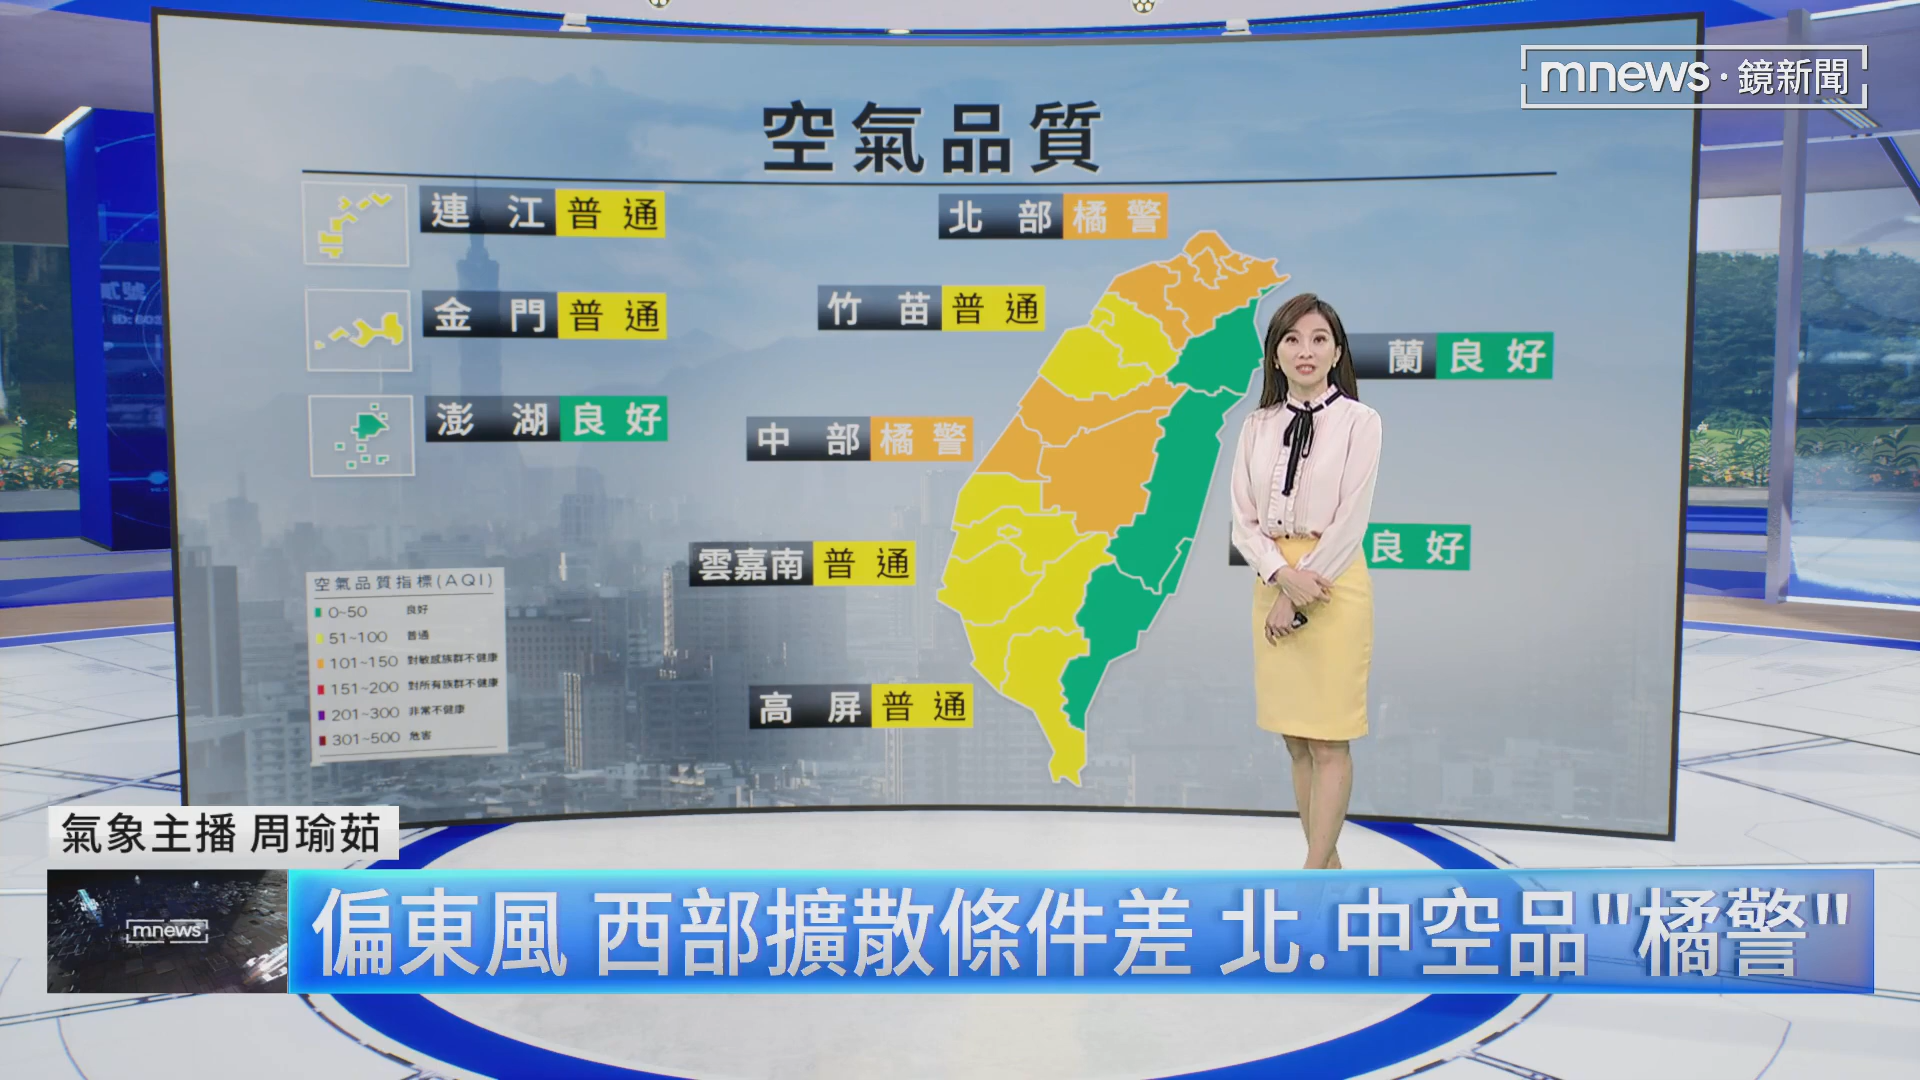 mnews·鏡新聞
空氣品質
連江 普通
北部 橘警
金門 普通
竹苗 普通
蘭 良好
澎湖 良好
中部 橘警
良好
雲嘉南 普通
高屏 普通
空氣品質指標(AQI)
0~50 良好
51~100 普通
101~150 對敏感族群不健康
151~200 對所有族群不健康
201~300 非常不健康
301~500 危害
氣象主播 周瑜茹
mnews
偏東風 西部擴散條件差 北.中空品"橘警"